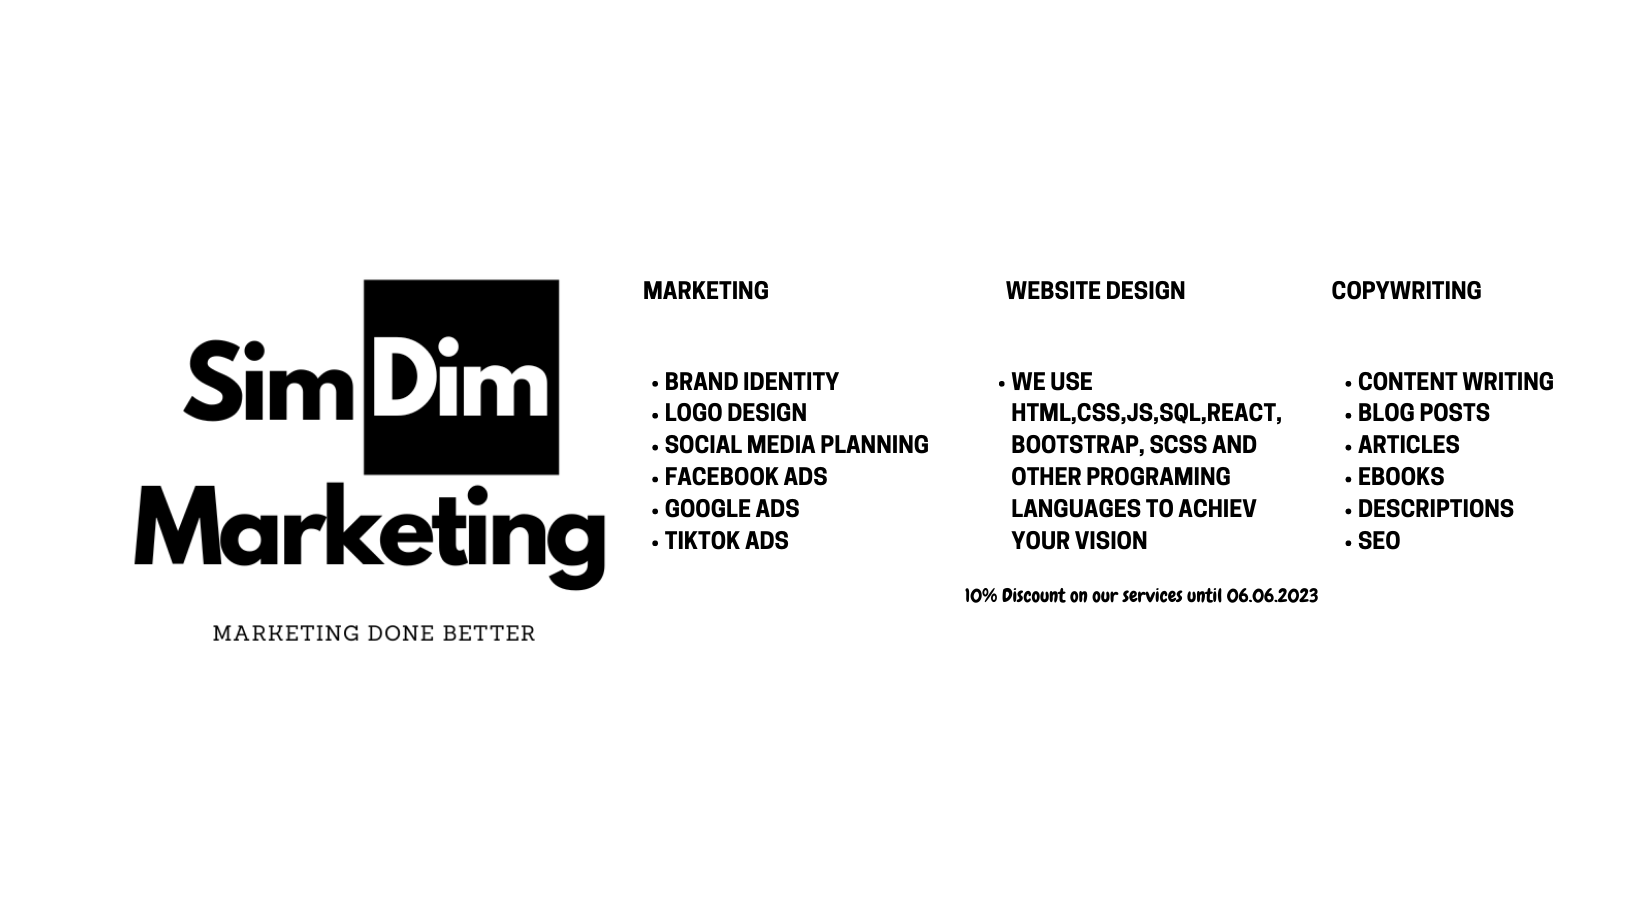 Sim Dim
Marketing
MARKETING DONE BETTER
MARKETING
• BRAND IDENTITY
• LOGO DESIGN
• SOCIAL MEDIA PLANNING
• FACEBOOK ADS
• GOOGLE ADS
• TIKTOK ADS
WEBSITE DESIGN
• WE USE
HTML,CSS,JS,SQL,REACT,
BOOTSTRAP, SCSS AND
OTHER PROGRAMING
LANGUAGES TO ACHIEV
YOUR VISION
COPYWRITING
• CONTENT WRITING
• BLOG POSTS
• ARTICLES
• EBOOKS
• DESCRIPTIONS
• SEO
10% Discount on our services until 06.06.2023